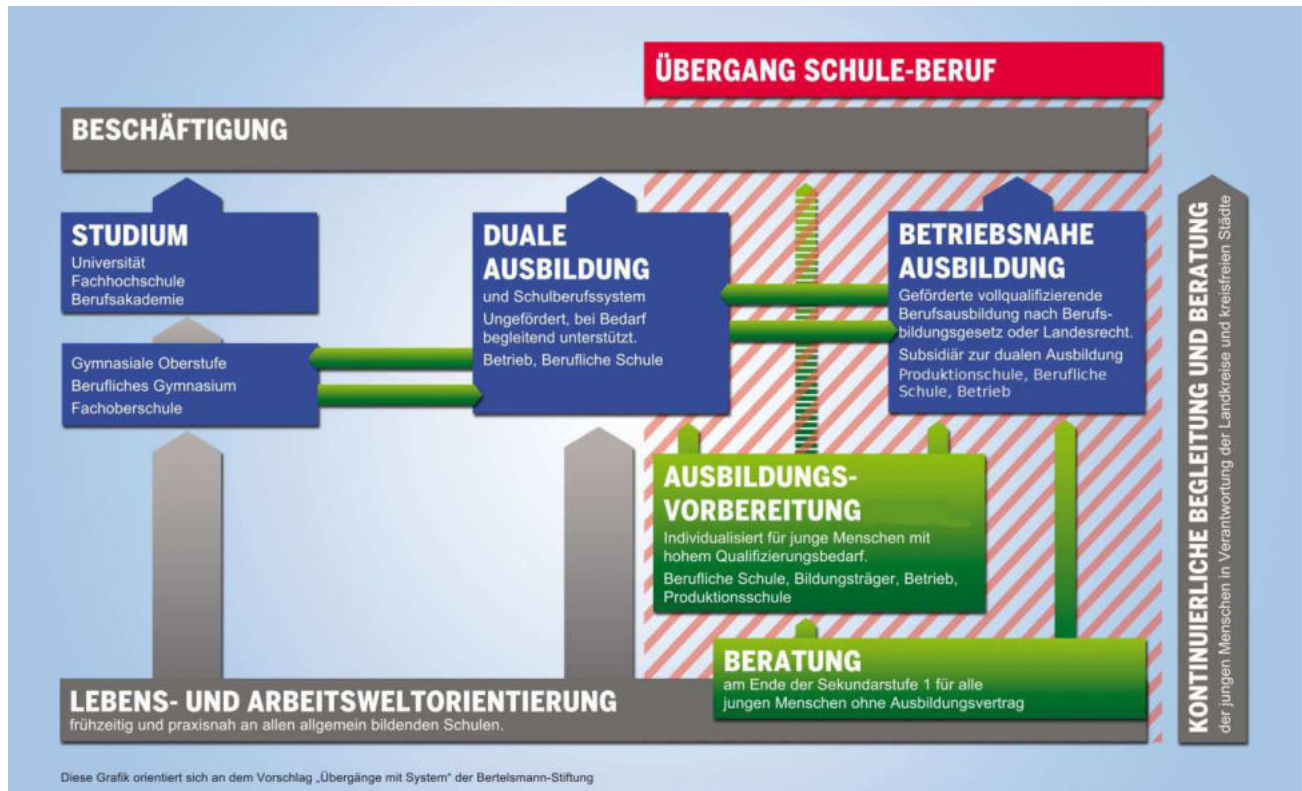 ÜBERGANG SCHULE-BERUF
BESCHÄFTIGUNG
STUDIUM
Universität
Fachhochschule
Berufsakademie
Gymnasiale Oberstufe
Berufliches Gymnasium
Fachoberschule
DUALE
AUSBILDUNG
und Schulberufssystem
Ungefördert, bei Bedarf
begleitend unterstützt.
Betrieb, Berufliche Schule
BETRIEBSNAHE
AUSBILDUNG
Geförderte vollqualifizierende
Berufsausbildung nach Berufs-
bildungsgesetz oder Landesrecht.
Subsidiär zur dualen Ausbildung
Produktionschule, Berufliche
Schule, Betrieb
AUSBILDUNGS-
VORBEREITUNG
Individualisiert für junge Menschen mit
hohem Qualifizierungsbedarf.
Berufliche Schule, Bildungsträger, Betrieb,
Produktionsschule
BERATUNG
am Ende der Sekundarstufe 1 für alle
jungen Menschen ohne Ausbildungsvertrag
LEBENS- UND ARBEITSWELTORIENTIERUNG
frühzeitig und praxisnah an allen allgemein bildenden Schulen.
KONTINUIERLICHE BEGLEITUNG UND BERATUNG
der jungen Menschen in Verantwortung der Landkreise und kreisfreien Städte
Diese Grafik orientiert sich an dem Vorschlag „Übergänge mit System" der Bertelsmann-Stiftung